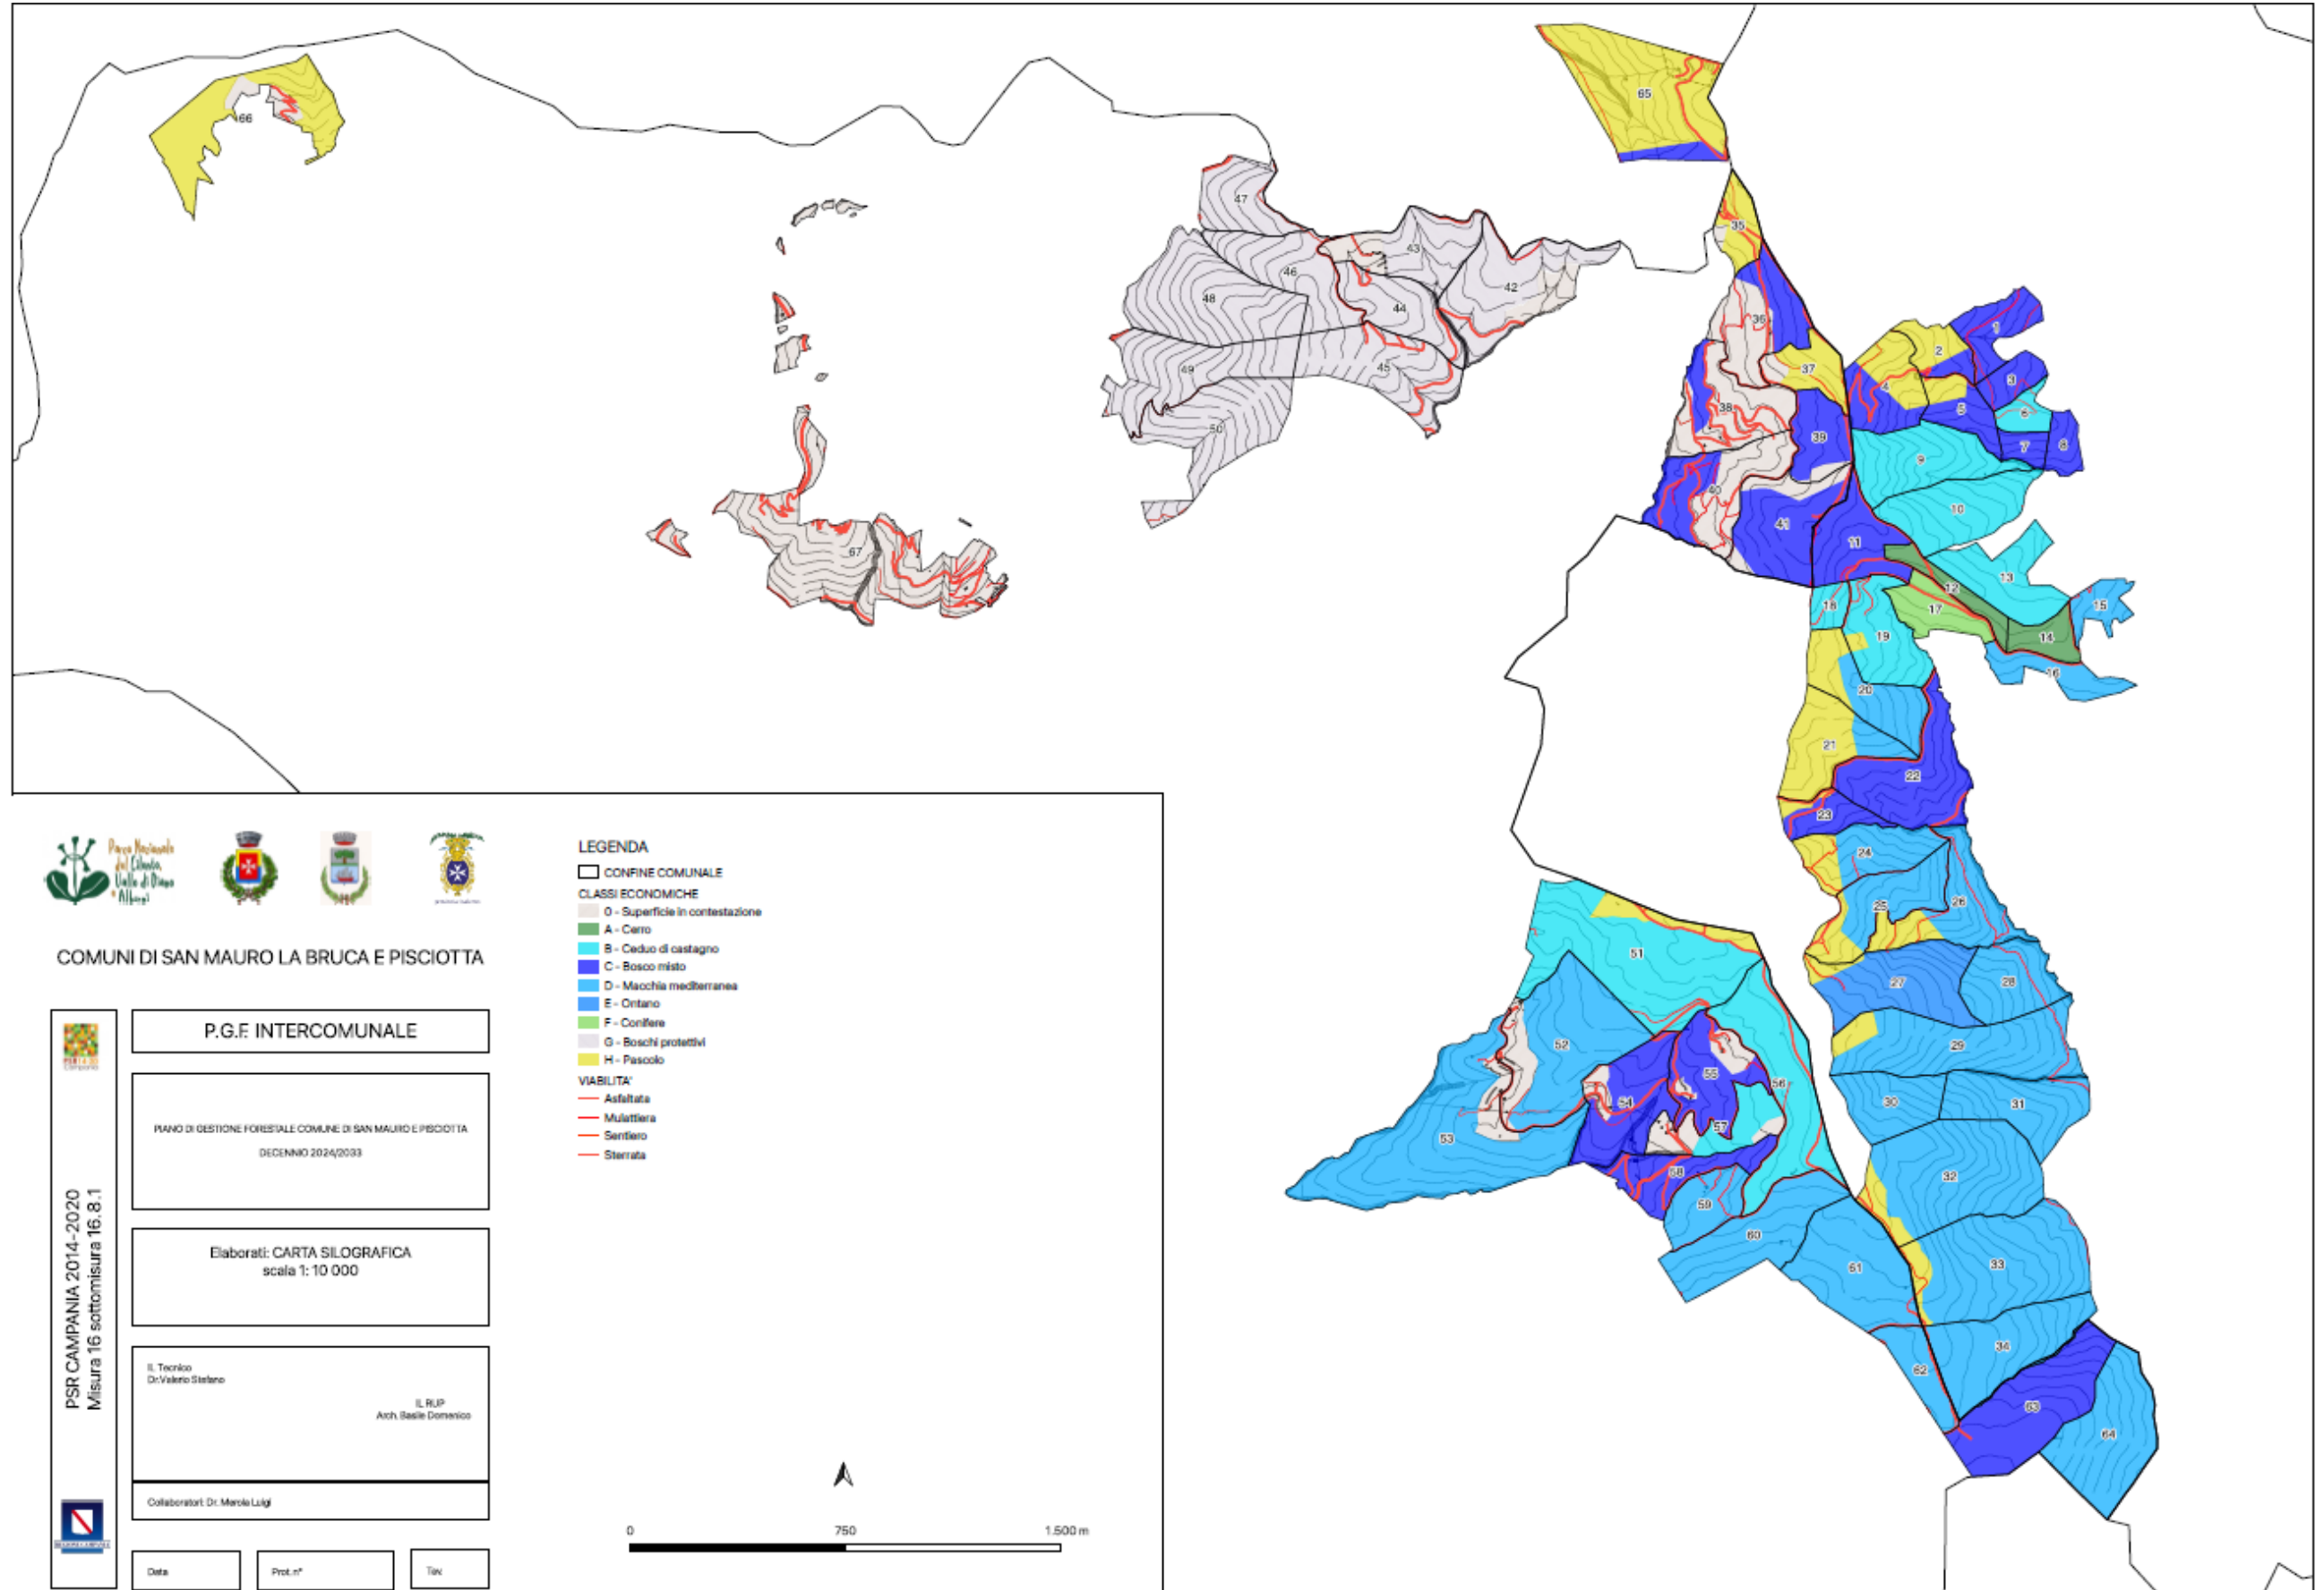 65
66
47
35
43
46
42
48
44
36
1
2
37
49
45
3
4
38
5
6
50
39
7
8
9
40
10
41
11
67
13
12
15
18
17
19
14
16
20
21
22
23
24
25
26
51
27
28
52
29
55
56
30
31
54
57
53
58
32
59
60
61
33
34
62
63
64
Parco Nazionale
del Cilento,
Vallo di Diano
e Alburni
COMUNI DI SAN MAURO LA BRUCA E PISCIOTTA
PSR CAMPANIA 2014-2020
Misura 16 sottomisura 16.8.1
P.G.F. INTERCOMUNALE
PIANO DI GESTIONE FORESTALE COMUNE DI SAN MAURO E PISCIOTTA
DECENNIO 2024/2033
Elaborati: CARTA SILOGRAFICA
scala 1: 10 000
IL Tecnico
Dr.Valerio Stefano
IL RUP
Arch. Basile Domenico
Collaboratori: Dr. Merola Luigi
Data
Prot.n°
Tav.
LEGENDA
CONFINE COMUNALE
CLASSI ECONOMICHE
0 - Superficie in contestazione
A - Cerro
B - Ceduo di castagno
C - Bosco misto
D - Macchia mediterranea
E - Ontano
F - Conifere
G - Boschi protettivi
H - Pascolo
VIABILITA'
Asfaltata
Mulattiera
Sentiero
Sterrata
0 750 1.500 m